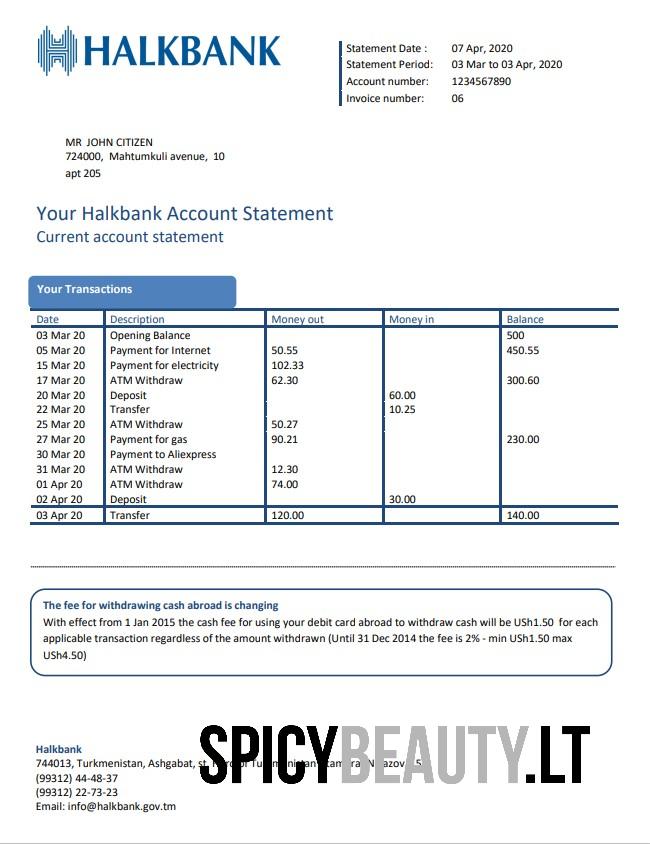 HALKBANK
Statement Date : 07 Apr, 2020
Statement Period: 03 Mar to 03 Apr, 2020
Account number: 1234567890
Invoice number: 06
MR JOHN CITIZEN
724000, Mahtumkuli avenue, 10
apt 205
Your Halkbank Account Statement
Current account statement
Your Transactions
Date Description Money out Money in Balance
03 Mar 20 Opening Balance 500
05 Mar 20 Payment for Internet 50.55 450.55
15 Mar 20 Payment for electricity 102.33
17 Mar 20 ATM Withdraw 62.30 300.60
20 Mar 20 Deposit 60.00
22 Mar 20 Transfer 10.25
25 Mar 20 ATM Withdraw 50.27
27 Mar 20 Payment for gas 90.21 230.00
30 Mar 20 Payment to Aliexpress
31 Mar 20 ATM Withdraw 12.30
01 Apr 20 ATM Withdraw 74.00
02 Apr 20 Deposit 30.00
03 Apr 20 Transfer 120.00 140.00
The fee for withdrawing cash abroad is changing
With effect from 1 Jan 2015 the cash fee for using your debit card abroad to withdraw cash will be USh1.50 for each
applicable transaction regardless of the amount withdrawn (Until 31 Dec 2014 the fee is 2% - min USh1.50 max
USh4.50)
SPICYBEAUTY.LT
Halkbank
744013, Turkmenistan, Ashgabat, st.
(99312) 44-48-37
(99312) 22-73-23
Email: info@halkbank.gov.tm